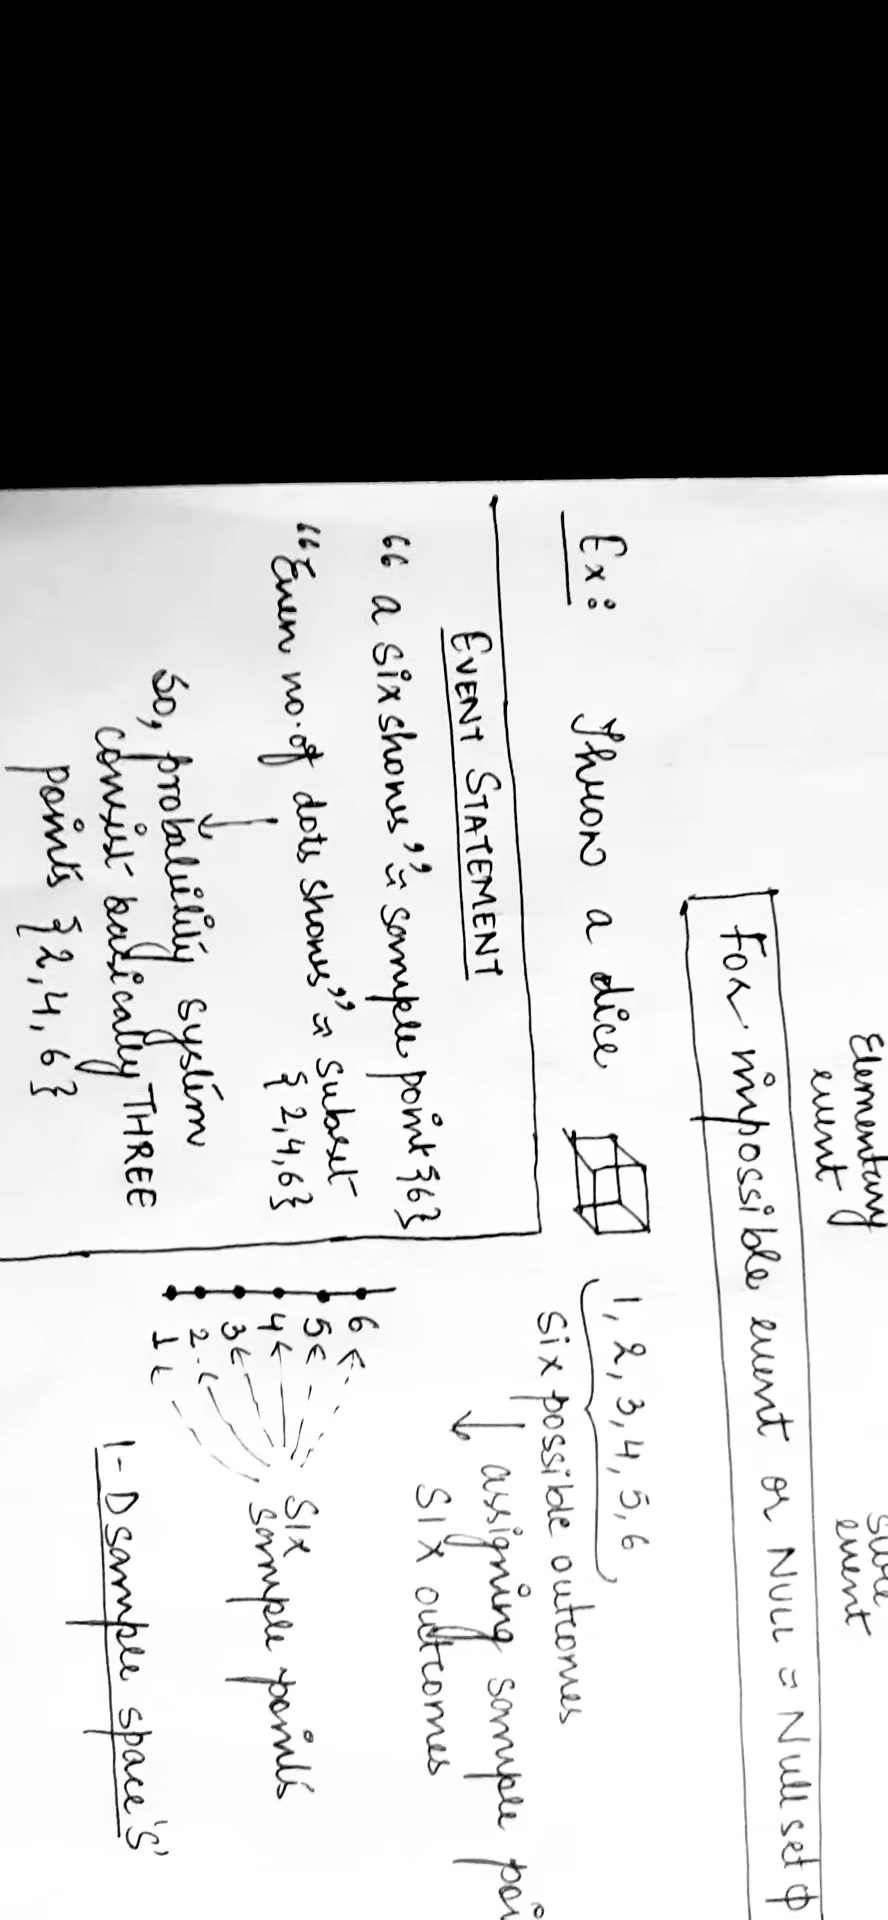 Elementary
event
Sure
event
For impossible event or NULL = Null set φ
Ex: Throw a dice
1, 2, 3, 4, 5, 6
six possible outcomes
↓ assigning sample poi
SIX outcomes
EVENT STATEMENT
"a six shows" = sample point {6}
"Even no. of dots shows" = subset
{2,4,6}
So, probability system
consist basically THREE
points {2, 4, 6}
6
5
4
3
2
1
Six
sample points
1-D sample space 'S'